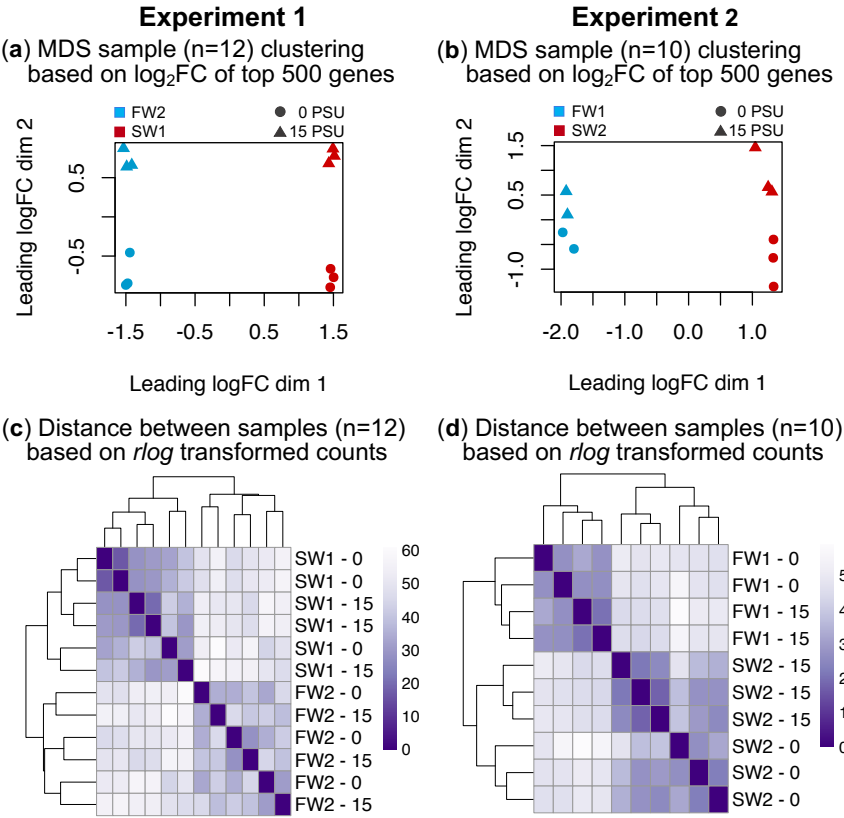 Experiment 1
Experiment 2
(a) MDS sample (n=12) clustering
based on log₂FC of top 500 genes
(b) MDS sample (n=10) clustering
based on log₂FC of top 500 genes
FW2
SW1
0 PSU
15 PSU
Leading logFC dim 2
0.5
-0.5
-1.5
-0.5
0.5
1.5
Leading logFC dim 1
FW1
SW2
0 PSU
15 PSU
Leading logFC dim 2
1.5
0.5
-1.0
-2.0
-1.0
0.0
1.0
Leading logFC dim 1
(c) Distance between samples (n=12)
based on rlog transformed counts
SW1 - 0
SW1 - 0
SW1 - 15
SW1 - 15
SW1 - 0
SW1 - 15
FW2 - 0
FW2 - 15
FW2 - 0
FW2 - 15
FW2 - 0
FW2 - 15
60
50
40
30
20
10
0
(d) Distance between samples (n=10)
based on rlog transformed counts
FW1 - 0
FW1 - 0
FW1 - 15
FW1 - 15
SW2 - 15
SW2 - 15
SW2 - 15
SW2 - 0
SW2 - 0
SW2 - 0